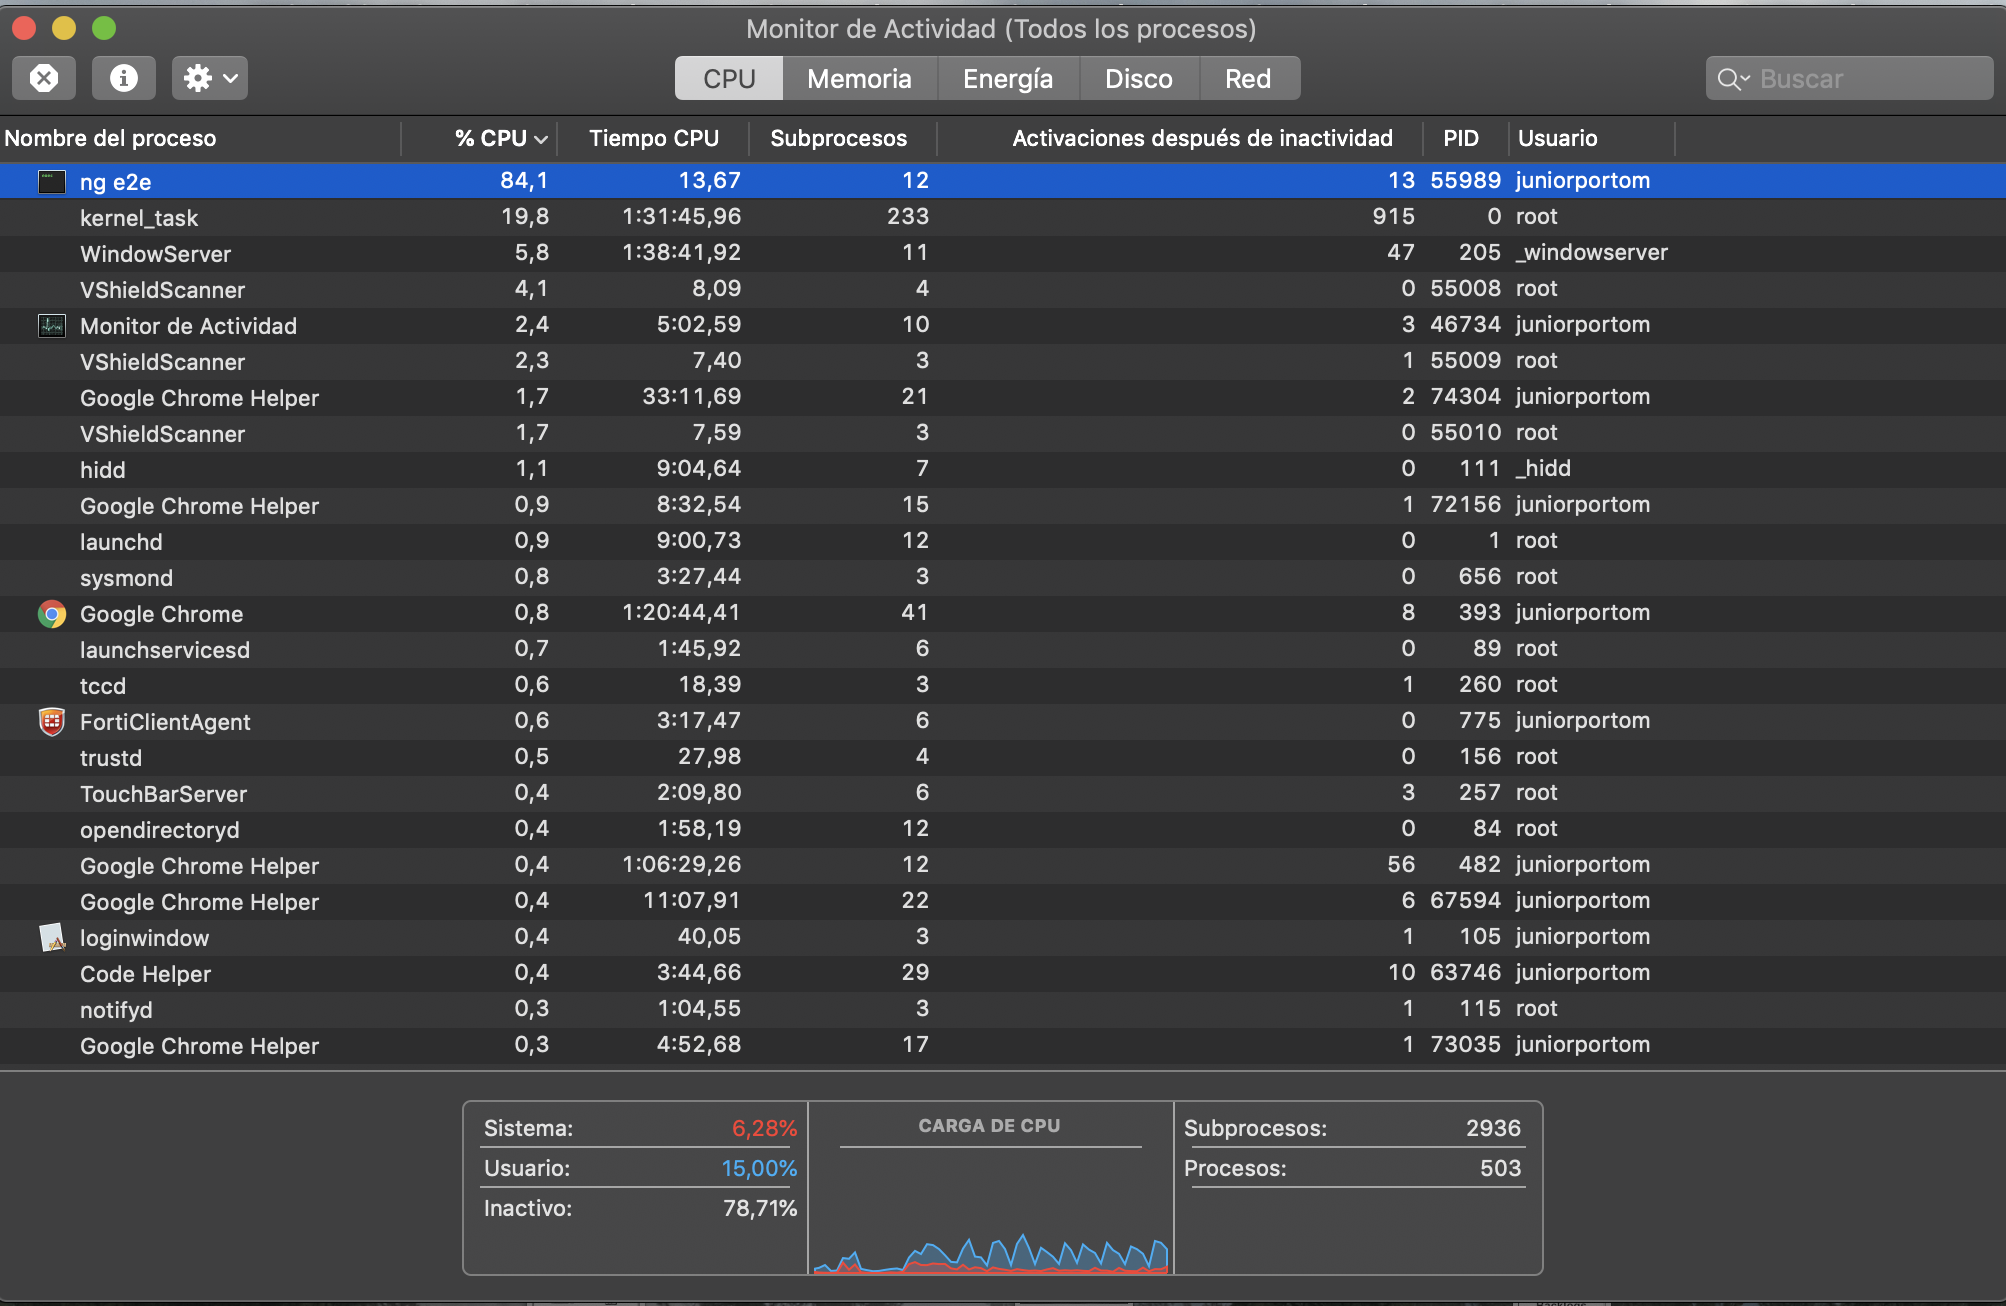 Monitor de Actividad (Todos los procesos)
CPU Memoria Energía Disco Red Buscar
Nombre del proceso % CPU Tiempo CPU Subprocesos Activaciones después de inactividad PID Usuario
ng e2e 84,1 13,67 12 13 55989 juniorportom
kernel_task 19,8 1:31:45,96 233 915 0 root
WindowServer 5,8 1:38:41,92 11 47 205 _windowserver
VShieldScanner 4,1 8,09 4 0 55008 root
Monitor de Actividad 2,4 5:02,59 10 3 46734 juniorportom
VShieldScanner 2,3 7,40 3 1 55009 root
Google Chrome Helper 1,7 33:11,69 21 2 74304 juniorportom
VShieldScanner 1,7 7,59 3 0 55010 root
hidd 1,1 9:04,64 7 0 111 _hidd
Google Chrome Helper 0,9 8:32,54 15 1 72156 juniorportom
launchd 0,9 9:00,73 12 0 1 root
sysmond 0,8 3:27,44 3 0 656 root
Google Chrome 0,8 1:20:44,41 41 8 393 juniorportom
launchservicesd 0,7 1:45,92 6 0 89 root
tccd 0,6 18,39 3 1 260 root
FortiClientAgent 0,6 3:17,47 6 0 775 juniorportom
trustd 0,5 27,98 4 0 156 root
TouchBarServer 0,4 2:09,80 6 3 257 root
opendirectoryd 0,4 1:58,19 12 0 84 root
Google Chrome Helper 0,4 1:06:29,26 12 56 482 juniorportom
Google Chrome Helper 0,4 11:07,91 22 6 67594 juniorportom
loginwindow 0,4 40,05 3 1 105 juniorportom
Code Helper 0,4 3:44,66 29 10 63746 juniorportom
notifyd 0,3 1:04,55 3 1 115 root
Google Chrome Helper 0,3 4:52,68 17 1 73035 juniorportom
Sistema: 6,28% CARGA DE CPU Subprocesos: 2936
Usuario: 15,00% Procesos: 503
Inactivo: 78,71%